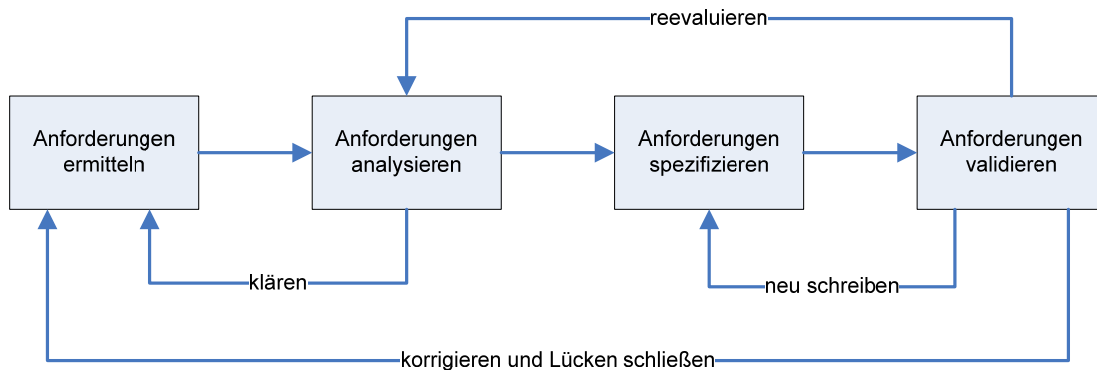 reevaluieren
Anforderungen
ermitteln
Anforderungen
analysieren
Anforderungen
spezifizieren
Anforderungen
validieren
klären
neu schreiben
korrigieren und Lücken schließen